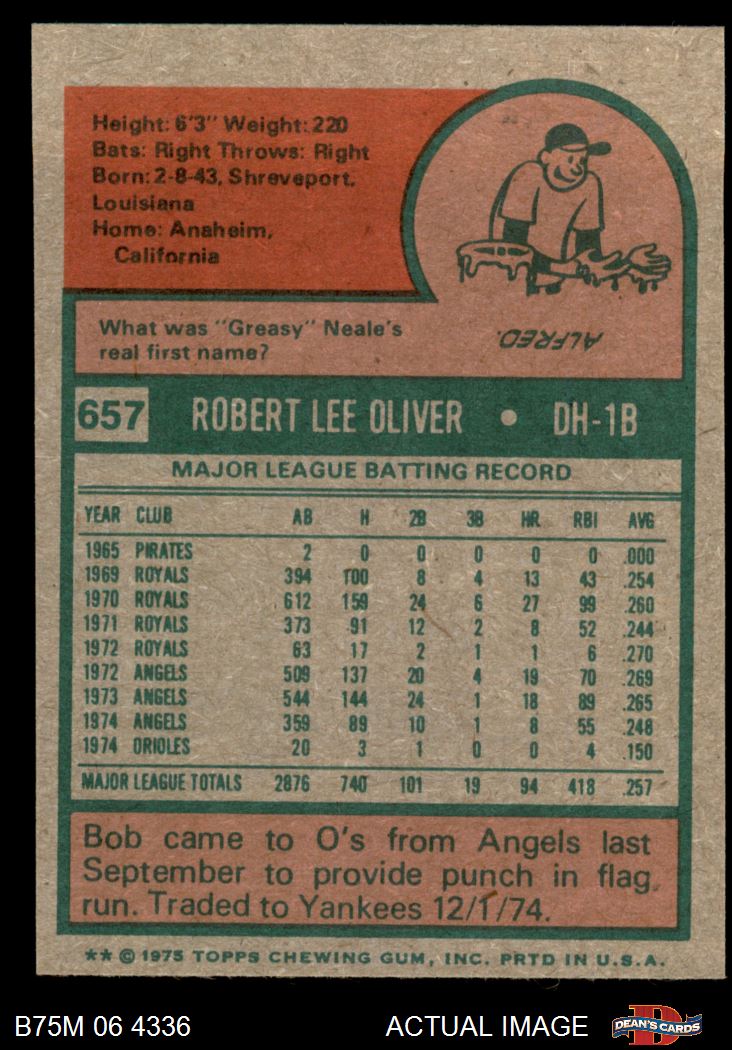 Height: 6'3" Weight: 220
Bats: Right Throws: Right
Born: 2-8-43, Shreveport,
Louisiana
Home: Anaheim,
California
What was "Greasy" Neale's
real first name?
ALFRED.
657 ROBERT LEE OLIVER • DH-1B
MAJOR LEAGUE BATTING RECORD
YEAR CLUB AB H 2B 3B HR RBI AVG
1965 PIRATES 2 0 0 0 0 0 .000
1969 ROYALS 394 100 8 4 13 43 .254
1970 ROYALS 612 159 24 6 27 99 .260
1971 ROYALS 373 91 12 2 8 52 .244
1972 ROYALS 63 17 2 1 1 6 .270
1972 ANGELS 509 137 20 4 19 70 .269
1973 ANGELS 544 144 24 1 18 89 .265
1974 ANGELS 359 89 10 1 8 55 .248
1974 ORIOLES 20 3 1 0 0 4 .150
MAJOR LEAGUE TOTALS 2876 740 101 19 94 418 .257
Bob came to O's from Angels last
September to provide punch in flag
run. Traded to Yankees 12/1/74.
** © 1975 TOPPS CHEWING GUM, INC. PRTD IN U.S.A.
B75M 06 4336 ACTUAL IMAGE DEAN'S CARDS